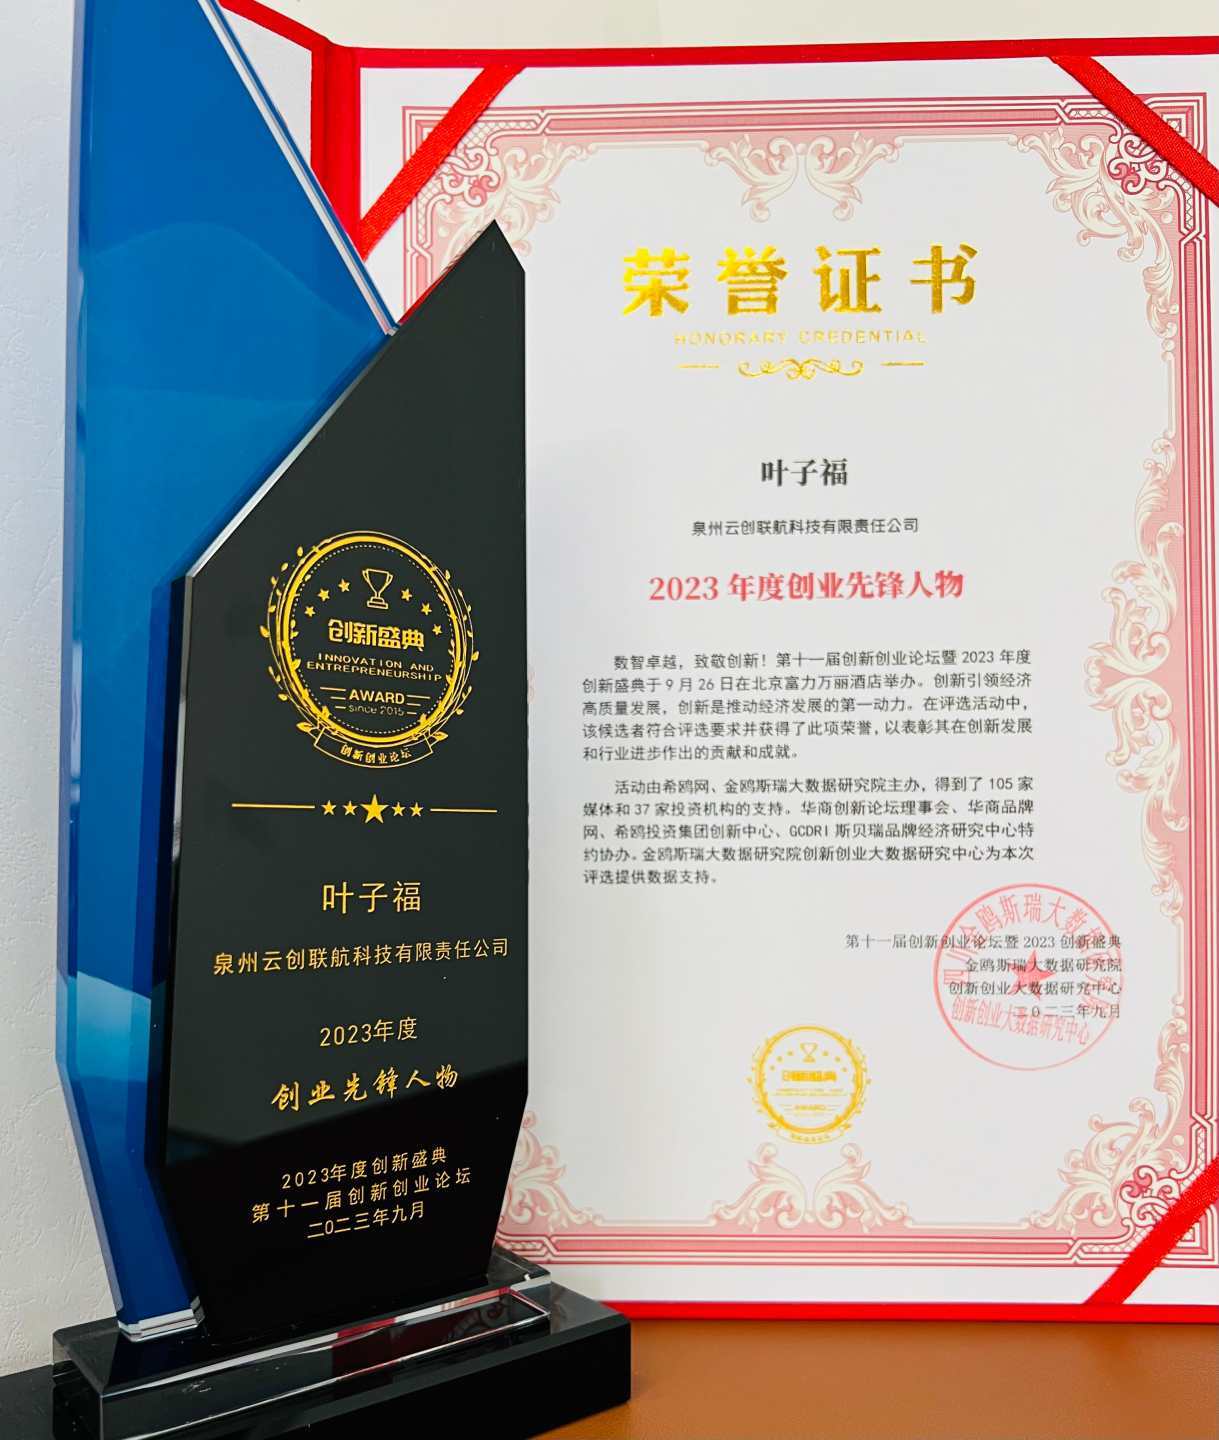 创新盛典
INNOVATION AND
ENTREPRENEURSHIP
AWARD
since 2015
叶子福
泉州云创联航科技有限责任公司
2023年度
创业先锋人物
2023年度创新盛典
第十一届创新创业论坛
二〇二三年九月
荣誉证书
HONORARY CREDENTIAL
叶子福
泉州云创联航科技有限责任公司
2023 年度创业先锋人物
数智卓越，致敬创新！第十一届创新创业论坛暨 2023 年度
创新盛典于 9 月 26 日在北京富力万丽酒店举办。创新引领经济
高质量发展，创新是推动经济发展的第一动力。在评选活动中，
该候选者符合评选要求并获得了此项荣誉，以表彰其在创新发展
和行业进步作出的贡献和成就。
活动由希鸥网、金鸥斯瑞大数据研究院主办，得到了 105 家
媒体和 37 家投资机构的支持。华商创新论坛理事会、华商品牌
网、希鸥投资集团创新中心、GCDRI 斯贝瑞品牌经济研究中心特
约协办。金鸥斯瑞大数据研究院创新创业大数据研究中心为本次
评选提供数据支持。
第十一届创新创业论坛暨 2023 创新盛典
金鸥斯瑞大数据研究院
创新创业大数据研究中心
二〇二三年九月
创新创业大数据研究中心
创新盛典
AWARD